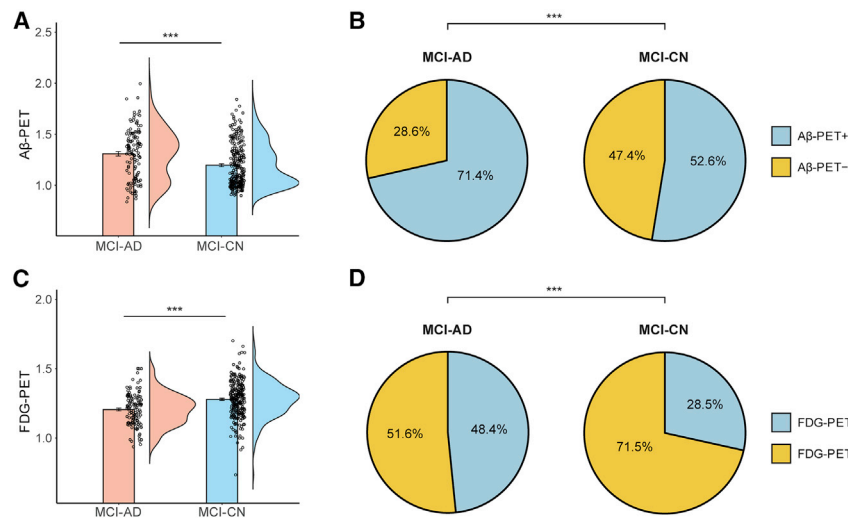 A
***
2.5
2.0
1.5
1.0
Aβ-PET
MCI-AD
MCI-CN
B
***
MCI-AD
MCI-CN
28.6%
71.4%
47.4%
52.6%
Aβ-PET+
Aβ-PET−
C
***
2.0
1.5
1.0
FDG-PET
MCI-AD
MCI-CN
D
***
MCI-AD
MCI-CN
51.6%
48.4%
28.5%
71.5%
FDG-PET
FDG-PET